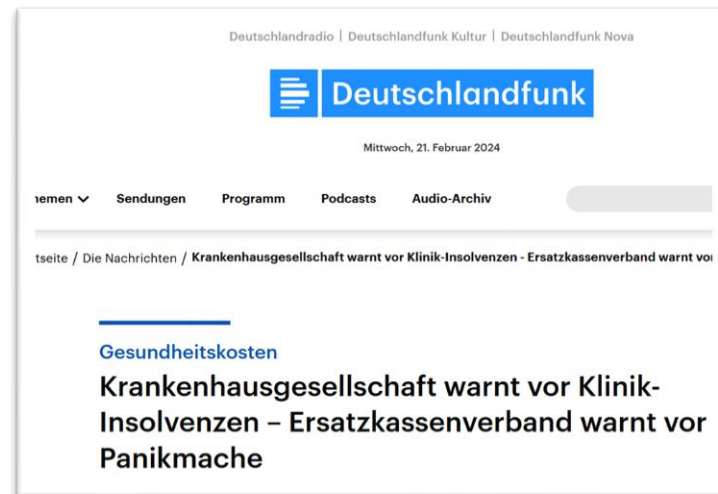 Deutschlandradio | Deutschlandfunk Kultur | Deutschlandfunk Nova
Deutschlandfunk
Mittwoch, 21. Februar 2024
Sendungen Programm Podcasts Audio-Archiv
/ Die Nachrichten / Krankenhausgesellschaft warnt vor Klinik-Insolvenzen - Ersatzkassenverband warnt
Gesundheitskosten
Krankenhausgesellschaft warnt vor Klinik-
Insolvenzen – Ersatzkassenverband warnt vor
Panikmache